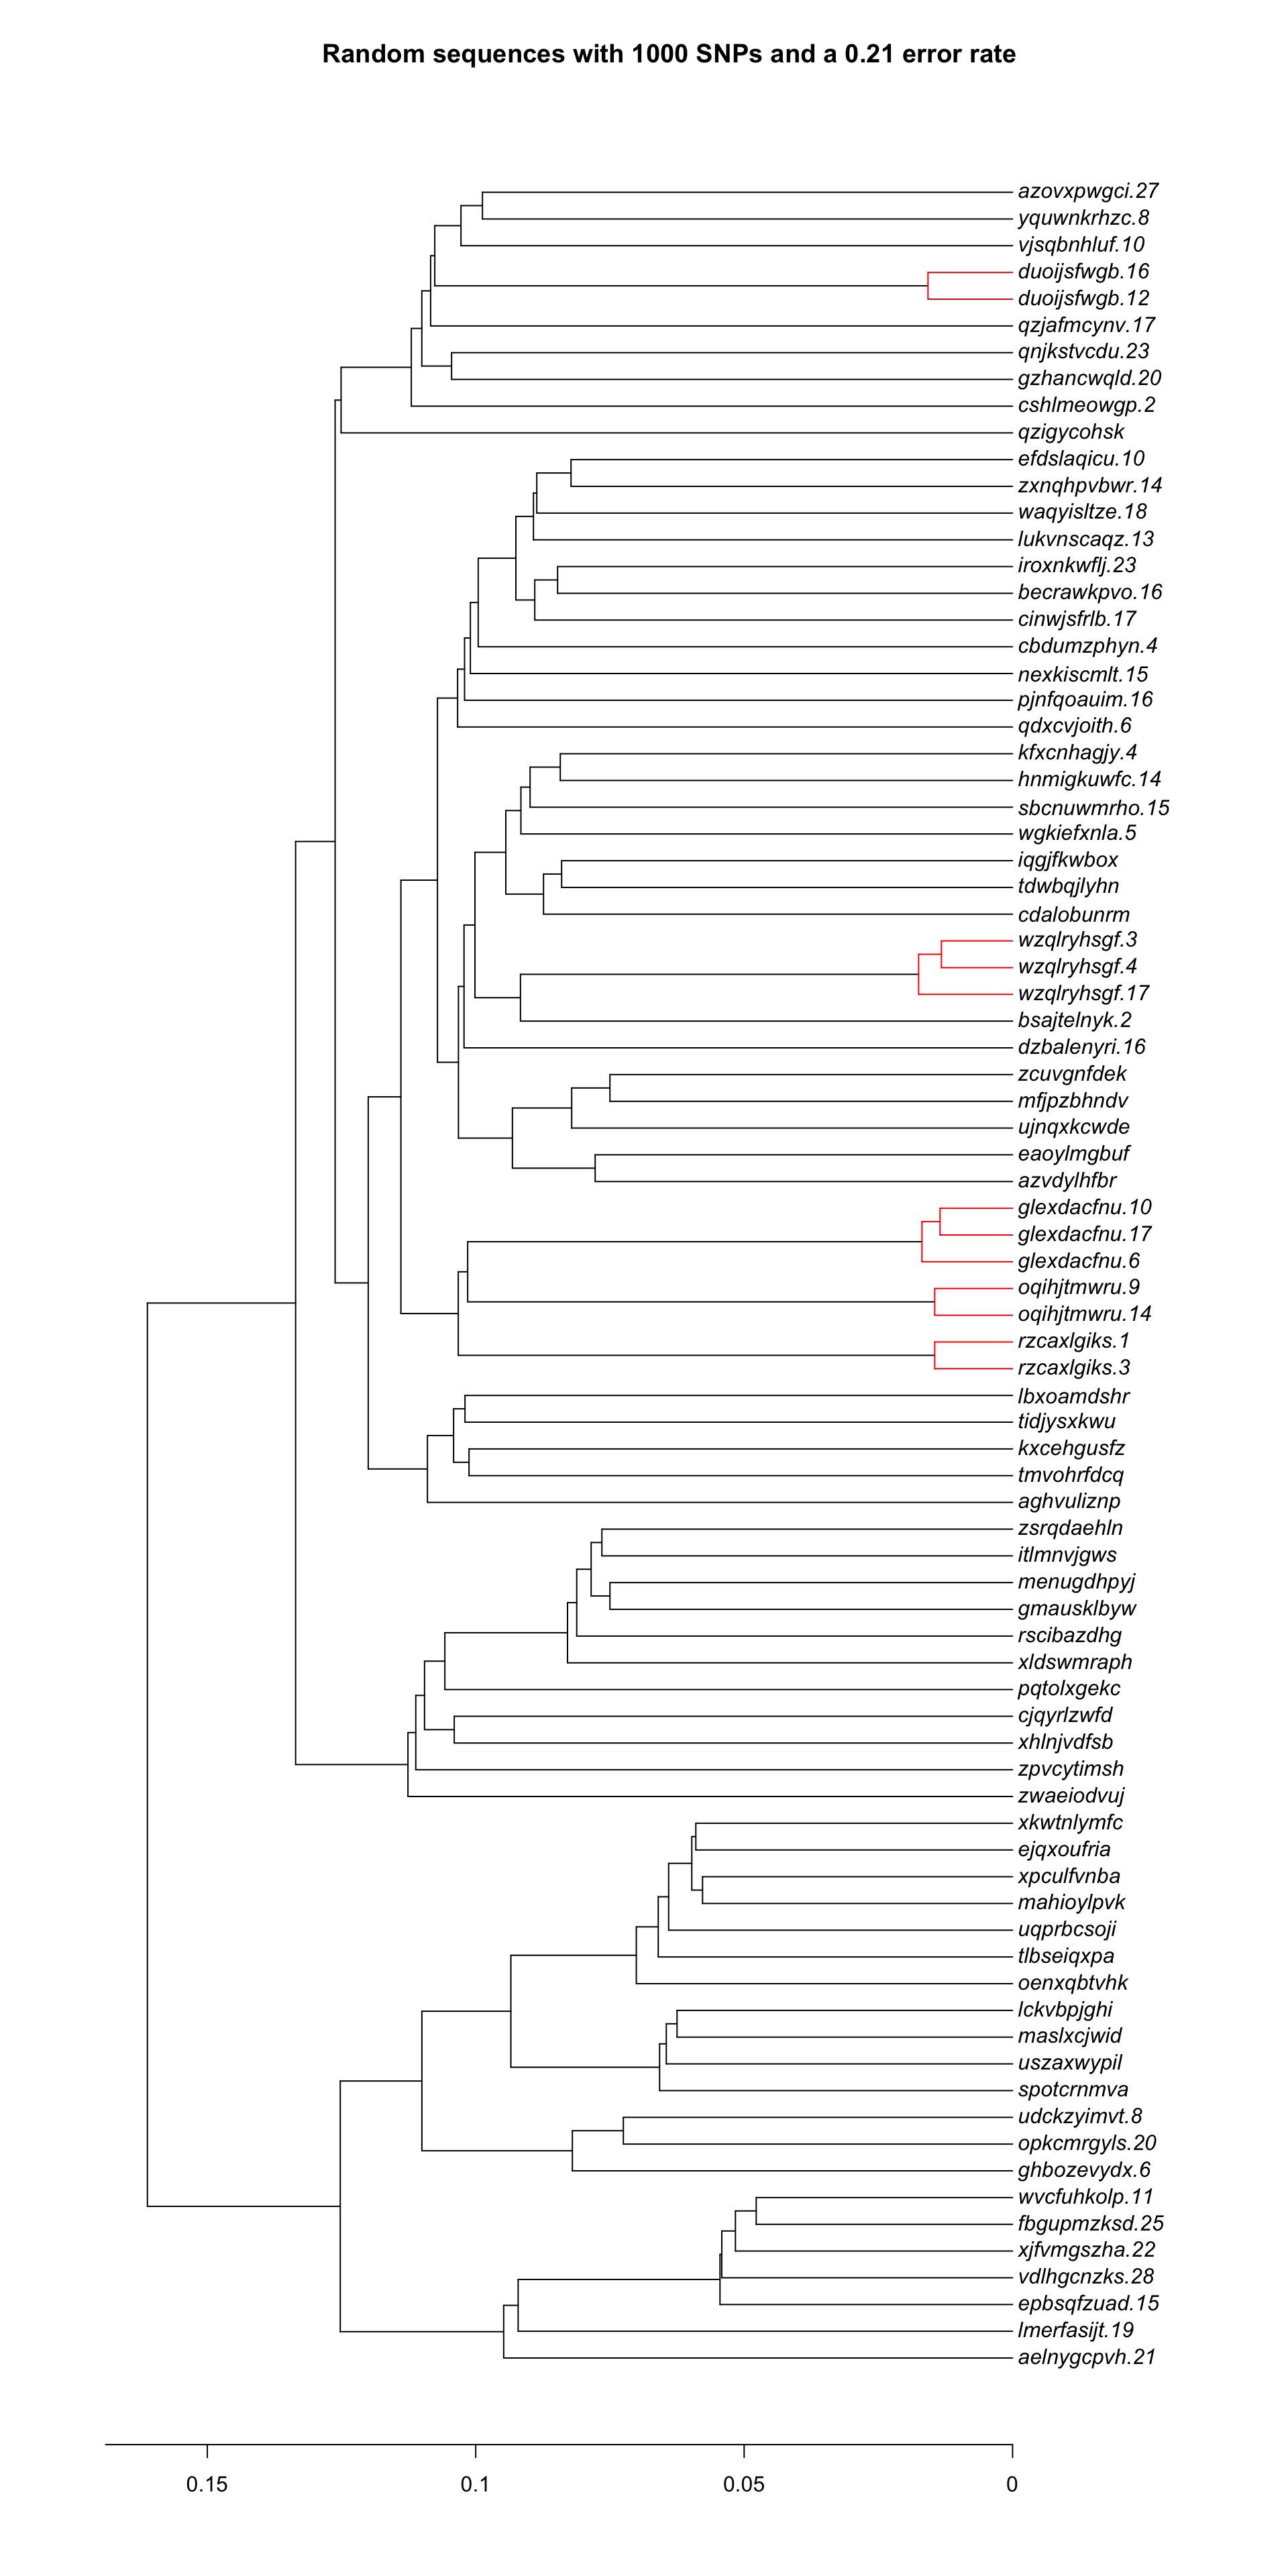 Random sequences with 1000 SNPs and a 0.21 error rate
azovxpwgci.27
yquwnkrhzc.8
vjsqbnhluf.10
duoijsfwgb.16
duoijsfwgb.12
qzjafmcynv.17
qnjkstvcdu.23
gzhancwqld.20
cshlmeowgp.2
qzigycohsk
efdslaqicu.10
zxnqhpvbwr.14
waqyisltze.18
lukvnscaqz.13
iroxnkwflj.23
becrawkpvo.16
cinwjsfrlb.17
cbdumzphyn.4
nexkiscmlt.15
pjnfqoauim.16
qdxcvjoith.6
kfxcnhagjy.4
hnmigkuwfc.14
sbcnuwmrho.15
wgkiefxnla.5
iqgjfkwbox
tdwbqjlyhn
cdalobunrm
wzqlryhsgf.3
wzqlryhsgf.4
wzqlryhsgf.17
bsajtelnyk.2
dzbalenyri.16
zcuvgnfdek
mfjpzbhndv
ujnqxkcwde
eaoylmgbuf
azvdylhfbr
glexdacfnu.10
glexdacfnu.17
glexdacfnu.6
oqihjtmwru.9
oqihjtmwru.14
rzcaxlgiks.1
rzcaxlgiks.3
lbxoamdshr
tidjysxkwu
kxcehgusfz
tmvohrfdcq
aghvuliznp
zsrqdaehln
itlmnvjgws
menugdhpyj
gmausklbyw
rscibazdhg
xldswmraph
pqtolxgekc
cjqyrlzwfd
xhlnjvdfsb
zpvcytimsh
zwaeiodvuj
xkwtnlymfc
ejqxoufria
xpculfvnba
mahioylpvk
uqprbcsoji
tlbseiqxpa
oenxqbtvhk
lckvbpjghi
maslxcjwid
uszaxwypil
spotcrnmva
udckzyimvt.8
opkcmrgyls.20
ghbozevydx.6
wvcfuhkolp.11
fbgupmzksd.25
xjfvmgszha.22
vdlhgcnzks.28
epbsqfzuad.15
lmerfasijt.19
aelnygcpvh.21
0.15 0.1 0.05 0